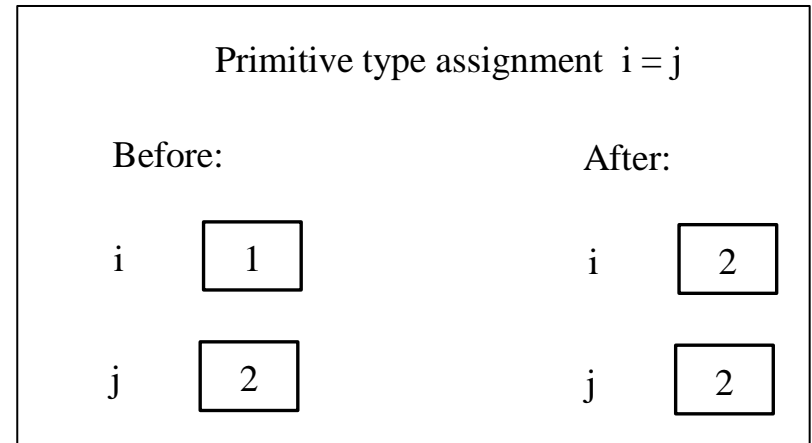 Primitive type assignment i = j
Before: After:
i 1 i 2
j 2 j 2